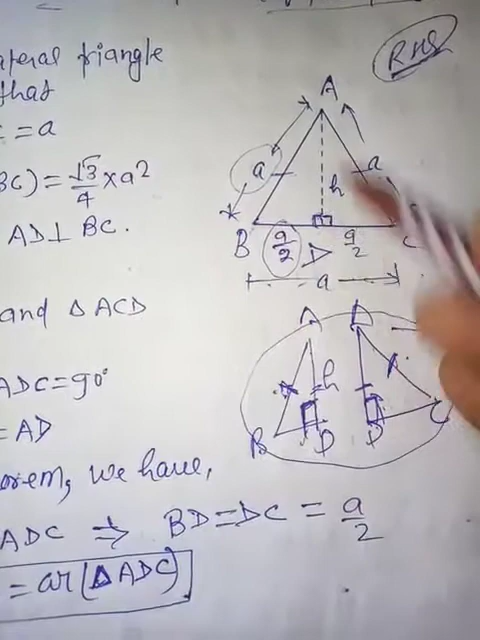 ateral triangle
that
= a
BC) = √3/4 × a²
AD ⊥ BC.
and △ ACD
ADC = 90°
= AD
orem, we have,
ADC ⇒ BD = DC = a/2
= ar(△ ADC)
RHS
A
a
a
h
B
a/2
D
a/2
C
a
A
A
h
B
D
D
C